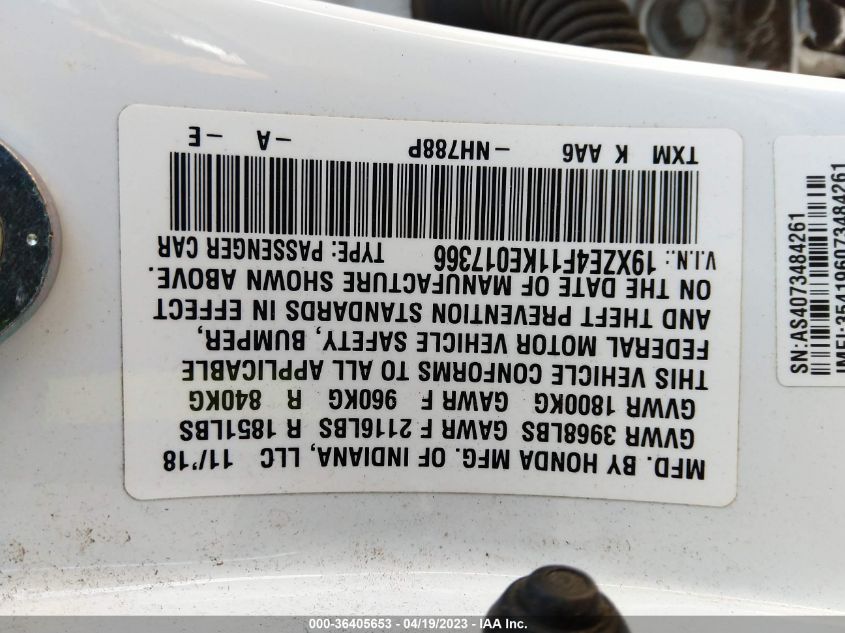 MFD. BY HONDA MFG. OF INDIANA, LLC 11/'18
GVWR 3968LBS GAWR F 2116LBS R 1851LBS
GVWR 1800KG GAWR F 960KG R 840KG
THIS VEHICLE CONFORMS TO ALL APPLICABLE
FEDERAL MOTOR VEHICLE SAFETY, BUMPER,
AND THEFT PREVENTION STANDARDS IN EFFECT
ON THE DATE OF MANUFACTURE SHOWN ABOVE.
V.I.N.: 19XZE4F11KE017366 TYPE: PASSENGER CAR
TXM K AA6 -NH788P -A -E
SN:AS4073484261
IMEI:354196073484261
000-36405653 - 04/19/2023 - IAA Inc.